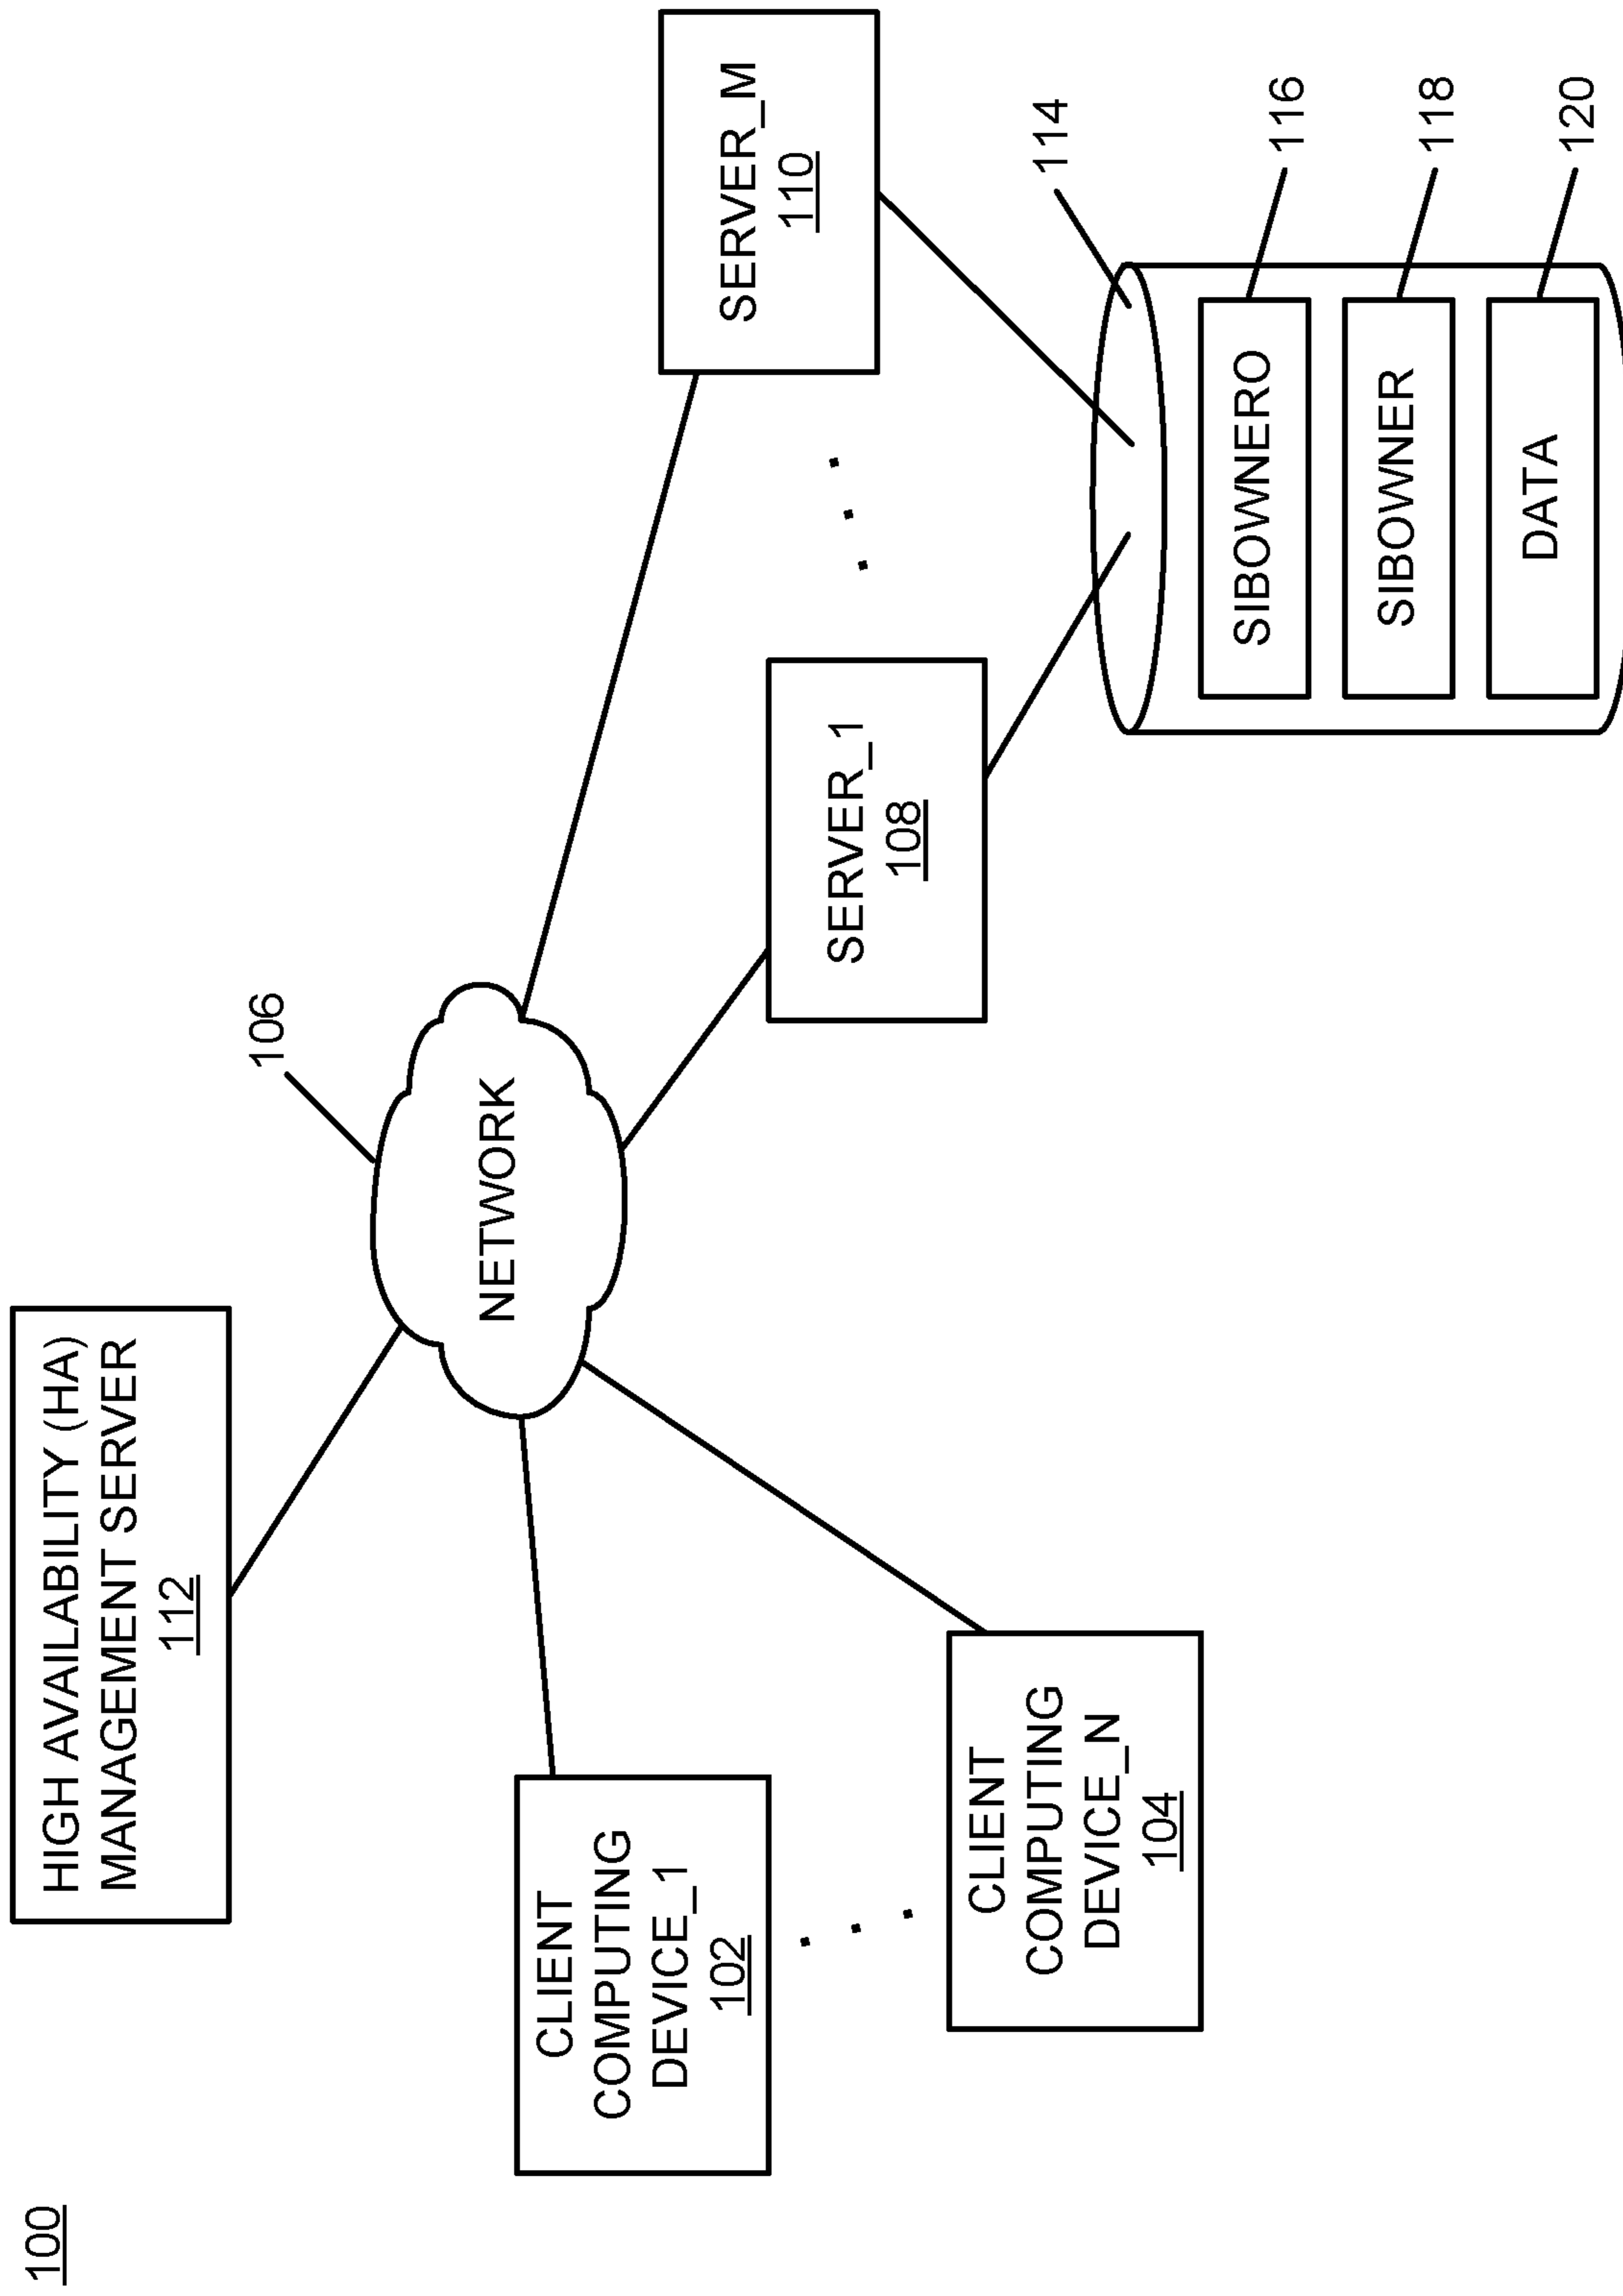 100
HIGH AVAILABILITY (HA)
MANAGEMENT SERVER
112
106
NETWORK
CLIENT
COMPUTING
DEVICE_1
102
CLIENT
COMPUTING
DEVICE_N
104
SERVER_1
108
SERVER_M
110
114
SIBOWNERO
116
SIBOWNER
118
DATA
120